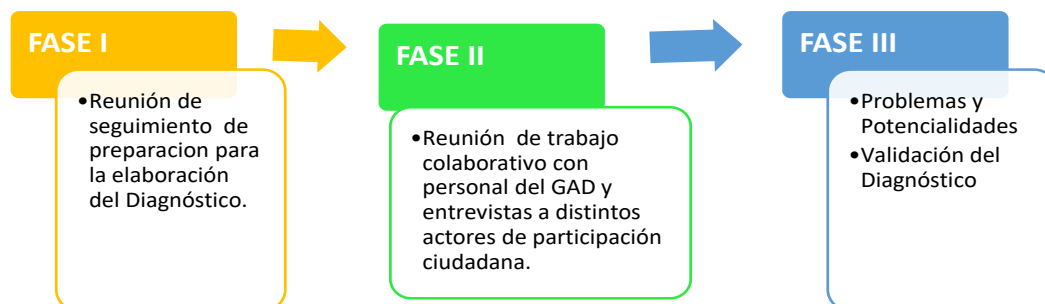 FASE I
•Reunión de
seguimiento de
preparacion para
la elaboración
del Diagnóstico.
FASE II
•Reunión de trabajo
colaborativo con
personal del GAD y
entrevistas a distintos
actores de participación
ciudadana.
FASE III
•Problemas y
Potencialidades
•Validación del
Diagnóstico